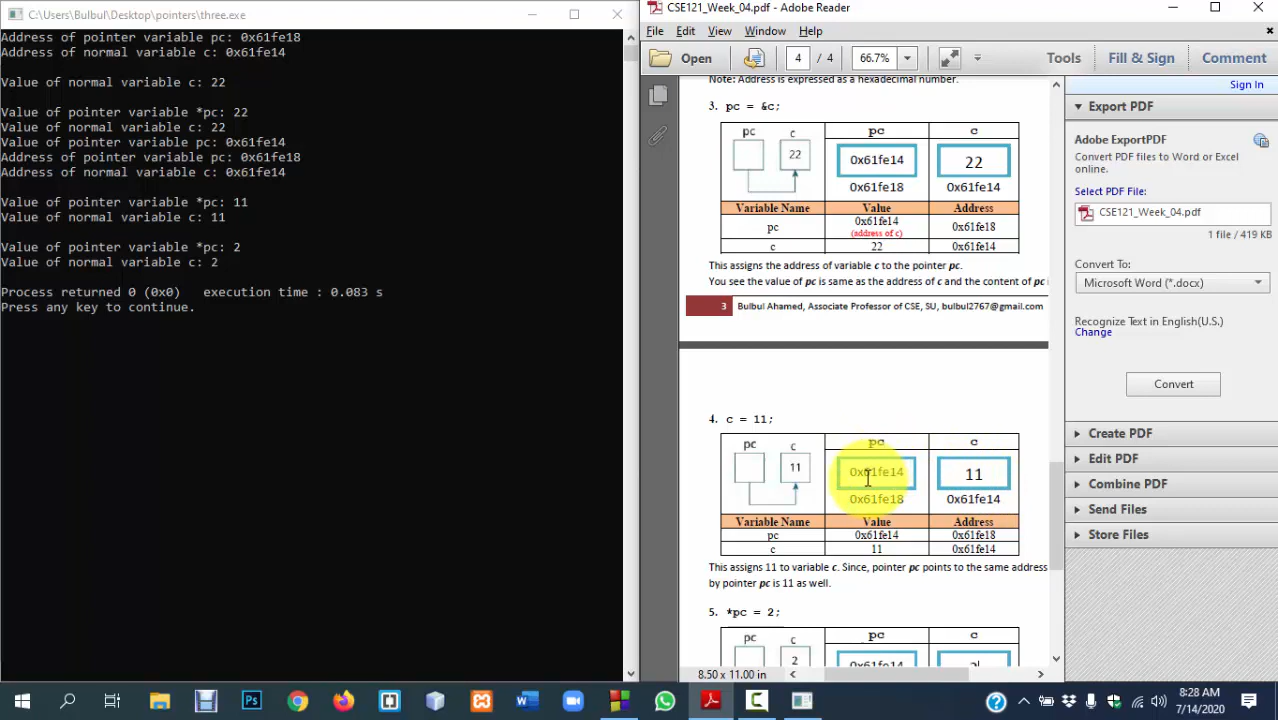 C:\Users\Bulbul\Desktop\pointers\three.exe
Address of pointer variable pc: 0x61fe18
Address of normal variable c: 0x61fe14
Value of normal variable c: 22
Value of pointer variable *pc: 22
Value of normal variable c: 22
Value of pointer variable pc: 0x61fe14
Address of pointer variable pc: 0x61fe18
Address of normal variable c: 0x61fe14
Value of pointer variable *pc: 11
Value of normal variable c: 11
Value of pointer variable *pc: 2
Value of normal variable c: 2
Process returned 0 (0x0)   execution time : 0.083 s
Press any key to continue.
CSE121_Week_04.pdf - Adobe Reader
File Edit View Window Help
Open 4 / 4 66.7% Tools Fill & Sign Comment
Note: Address is expressed as a hexadecimal number.
3. pc = &c;
pc c pc c
22 0x61fe14 22
0x61fe18 0x61fe14
Variable Name Value Address
pc 0x61fe14 (address of c) 0x61fe18
c 22 0x61fe14
This assigns the address of variable c to the pointer pc.
You see the value of pc is same as the address of c and the content of pc i
3 Bulbul Ahamed, Associate Professor of CSE, SU, bulbul2767@gmail.com
4. c = 11;
pc c pc c
11 0x61fe14 11
0x61fe18 0x61fe14
Variable Name Value Address
pc 0x61fe14 0x61fe18
c 11 0x61fe14
This assigns 11 to variable c. Since, pointer pc points to the same address
by pointer pc is 11 as well.
5. *pc = 2;
pc c pc c
2 0x61fe14 2
8.50 x 11.00 in
Sign In
Export PDF
Adobe ExportPDF
Convert PDF files to Word or Excel
online.
Select PDF File:
CSE121_Week_04.pdf
1 file / 419 KB
Convert To:
Microsoft Word (*.docx)
Recognize Text in English(U.S.)
Change
Convert
Create PDF
Edit PDF
Combine PDF
Send Files
Store Files
8:28 AM
7/14/2020